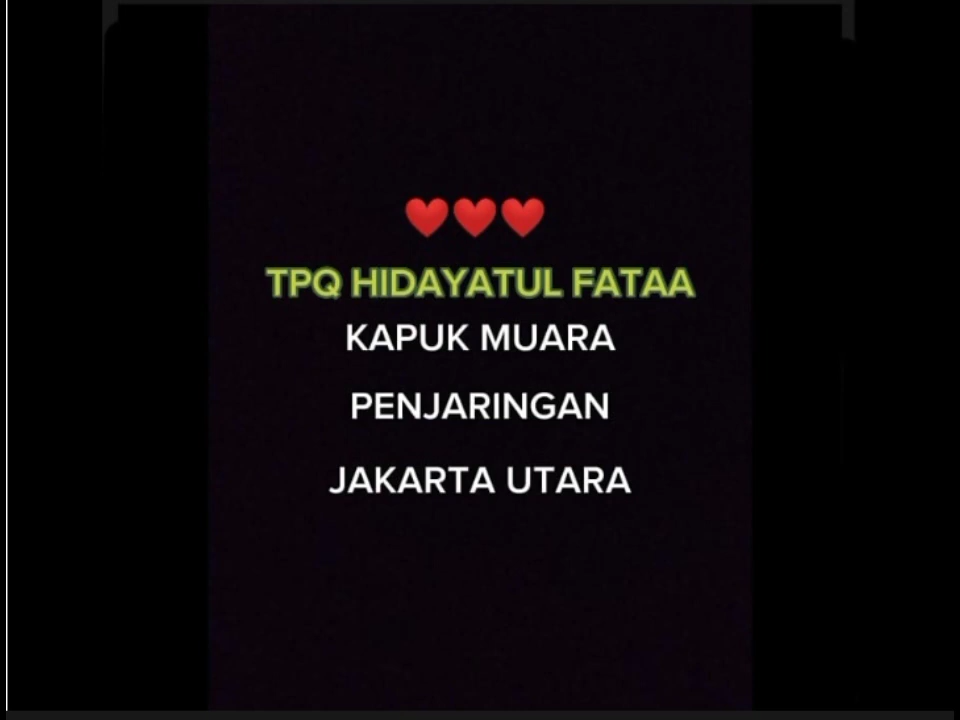 ❤️❤️❤️
TPQ HIDAYATUL FATAA
KAPUK MUARA
PENJARINGAN
JAKARTA UTARA